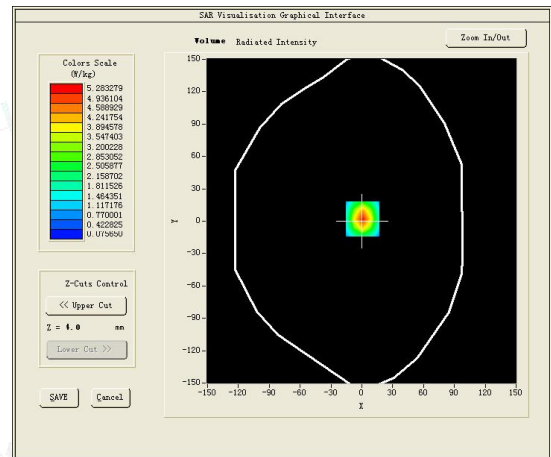 SAR Visualisation Graphical Interface
Volume Radiated Intensity
Zoom In/Out
Colors Scale
(W/kg)
5.283279
4.936104
4.588929
4.241754
3.894578
3.547403
3.200228
2.853052
2.505877
2.158702
1.811526
1.464351
1.117176
0.770001
0.422825
0.075650
Z-Cuts Control
<< Upper Cut
Z = 4.0 mm
Lower Cut >>
SAVE Cancel
150
120
90
60
30
0
-30
-60
-90
-120
-150
Y
-150 -120 -90 -60 -30 0 30 60 90 120 150
X